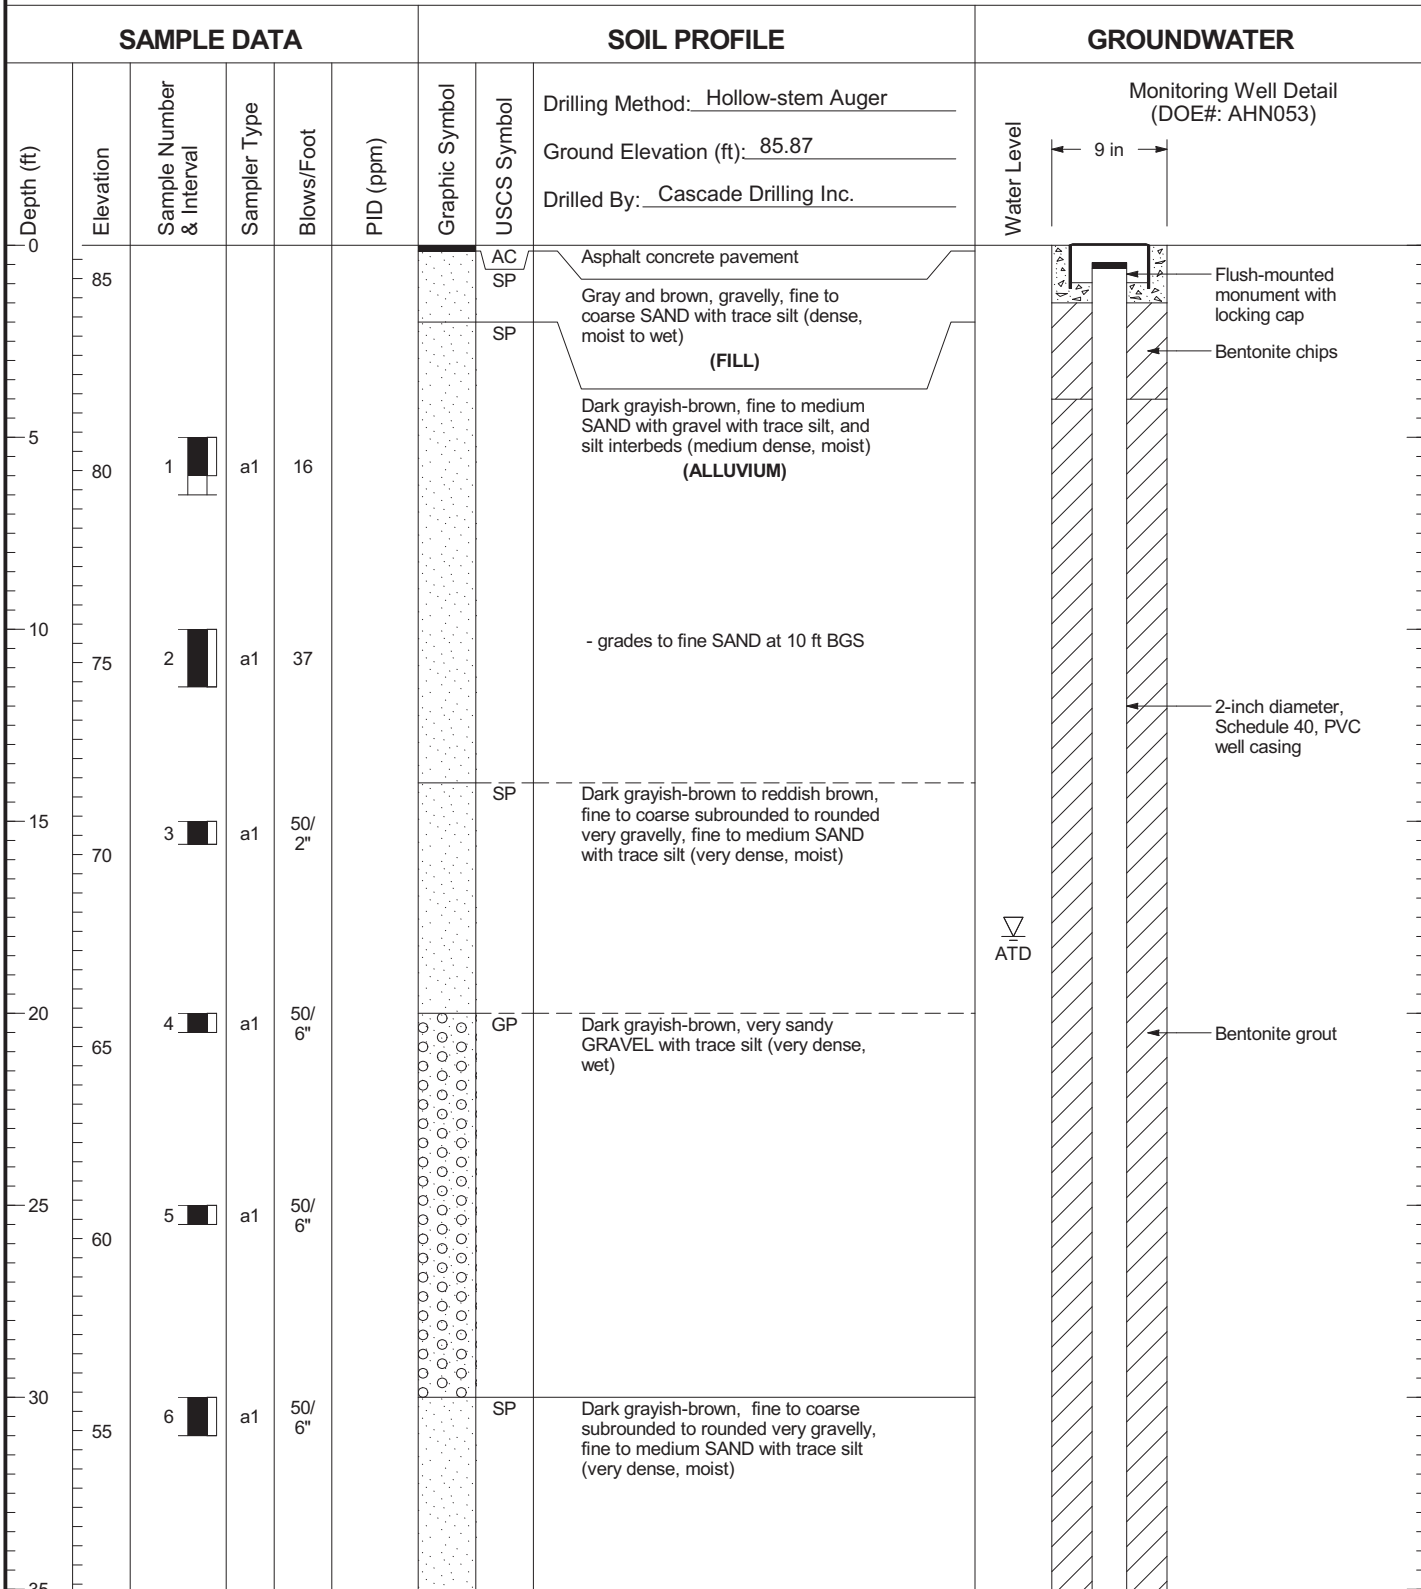 SAMPLE DATA
SOIL PROFILE
GROUNDWATER
Depth (ft)
Elevation
Sample Number
& Interval
Sampler Type
Blows/Foot
PID (ppm)
Graphic Symbol
USCS Symbol
Drilling Method: Hollow-stem Auger
Ground Elevation (ft): 85.87
Drilled By: Cascade Drilling Inc.
Water Level
Monitoring Well Detail
(DOE#: AHN053)
9 in
0
AC
Asphalt concrete pavement
85
SP
Gray and brown, gravelly, fine to
coarse SAND with trace silt (dense,
moist to wet)
(FILL)
Flush-mounted
monument with
locking cap
SP
Bentonite chips
Dark grayish-brown, fine to medium
SAND with gravel with trace silt, and
silt interbeds (medium dense, moist)
(ALLUVIUM)
5
80
1
a1
16
10
- grades to fine SAND at 10 ft BGS
75
2
a1
37
2-inch diameter,
Schedule 40, PVC
well casing
SP
Dark grayish-brown to reddish brown,
fine to coarse subrounded to rounded
very gravelly, fine to medium SAND
with trace silt (very dense, moist)
15
3
a1
50/
2"
70
ATD
20
4
a1
50/
6"
GP
Dark grayish-brown, very sandy
GRAVEL with trace silt (very dense,
wet)
65
Bentonite grout
25
5
a1
50/
6"
60
30
6
a1
50/
6"
SP
Dark grayish-brown, fine to coarse
subrounded to rounded very gravelly,
fine to medium SAND with trace silt
(very dense, moist)
55
35